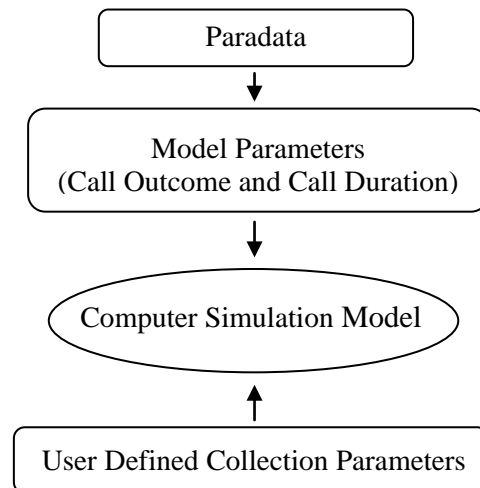 Paradata
Model Parameters
(Call Outcome and Call Duration)
Computer Simulation Model
User Defined Collection Parameters